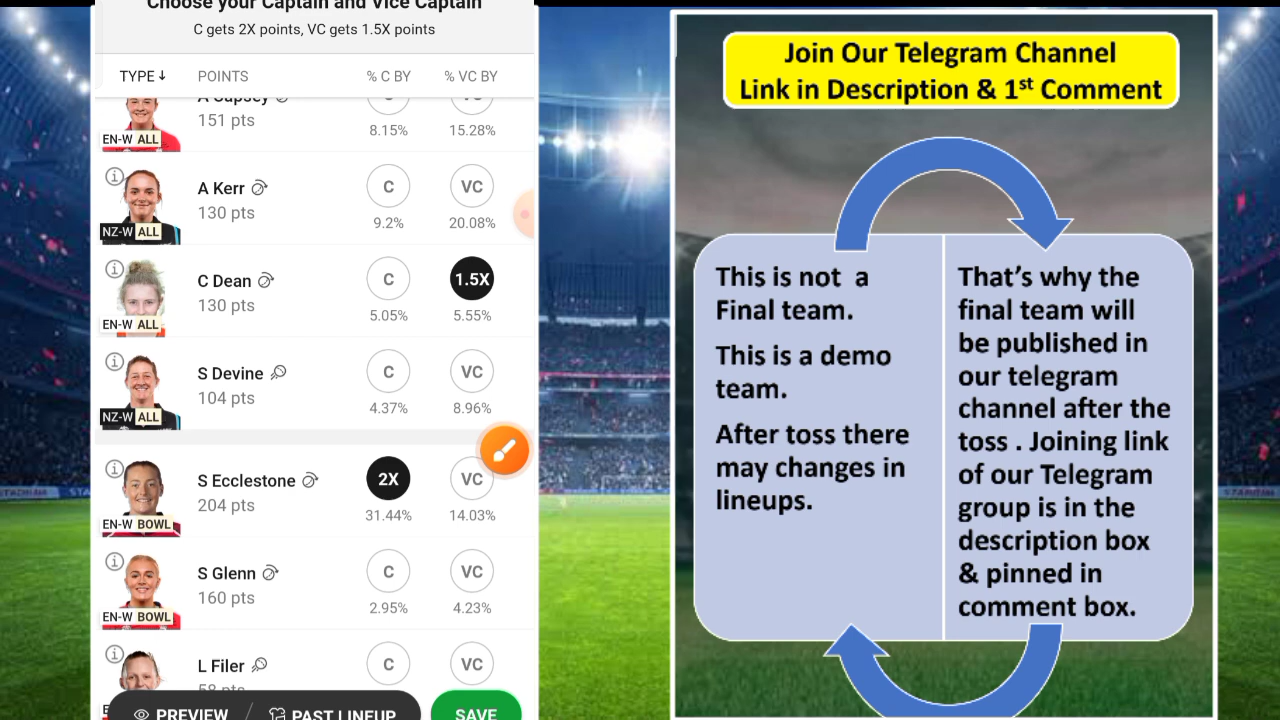 Choose your Captain and Vice Captain
C gets 2X points, VC gets 1.5X points
TYPE↓ POINTS % C BY % VC BY
A Capsey
151 pts
C VC
8.15% 15.28%
EN-W ALL
A Kerr
130 pts
C VC
9.2% 20.08%
NZ-W ALL
C Dean
130 pts
C 1.5X
5.05% 5.55%
EN-W ALL
S Devine
104 pts
C VC
4.37% 8.96%
NZ-W ALL
S Ecclestone
204 pts
2X VC
31.44% 14.03%
EN-W BOWL
S Glenn
160 pts
C VC
2.95% 4.23%
EN-W BOWL
L Filer
58 pts
C VC
PREVIEW / PAST LINEUP
SAVE
Join Our Telegram Channel
Link in Description & 1st Comment
This is not a
Final team.
This is a demo
team.
After toss there
may changes in
lineups.
That's why the
final team will
be published in
our telegram
channel after the
toss . Joining link
of our Telegram
group is in the
description box
& pinned in
comment box.